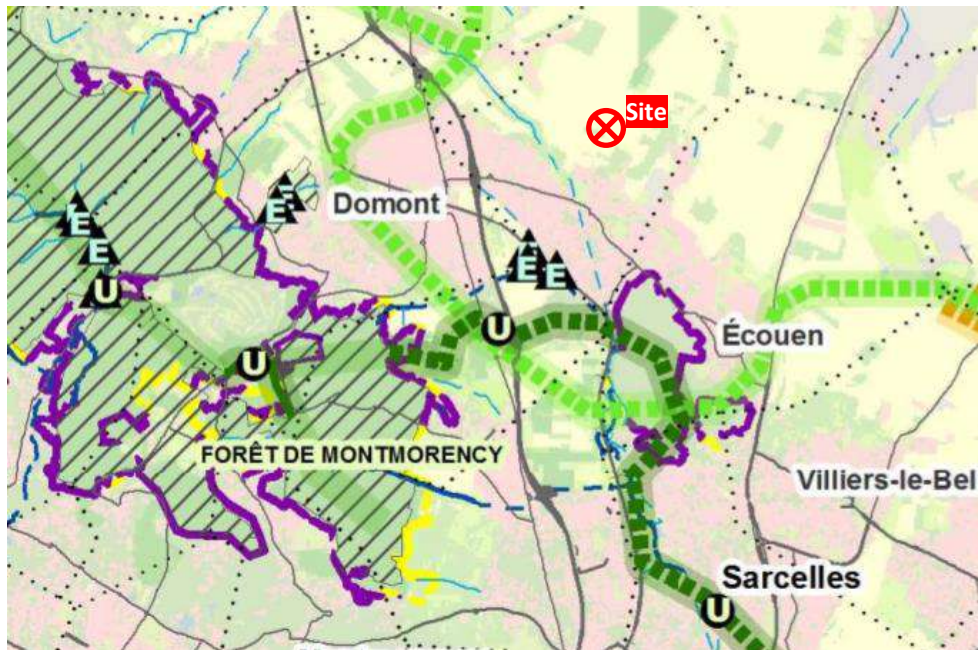 Site
Domont
E
E
E
E
E
U
U
U
Écouen
FORÊT DE MONTMORENCY
Villiers-le-Bel
Sarcelles
U